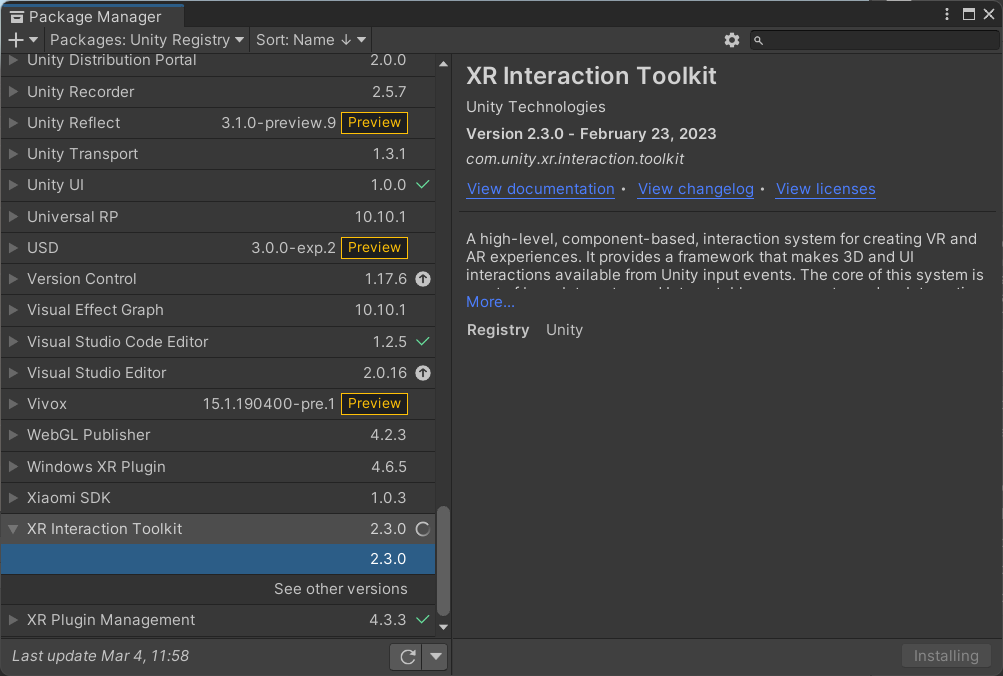 Package Manager
Packages: Unity Registry
Sort: Name ↓
Unity Distribution Portal 2.0.0
Unity Recorder 2.5.7
Unity Reflect 3.1.0-preview.9 Preview
Unity Transport 1.3.1
Unity UI 1.0.0
Universal RP 10.10.1
USD 3.0.0-exp.2 Preview
Version Control 1.17.6
Visual Effect Graph 10.10.1
Visual Studio Code Editor 1.2.5
Visual Studio Editor 2.0.16
Vivox 15.1.190400-pre.1 Preview
WebGL Publisher 4.2.3
Windows XR Plugin 4.6.5
Xiaomi SDK 1.0.3
XR Interaction Toolkit 2.3.0
2.3.0
See other versions
XR Plugin Management 4.3.3
Last update Mar 4, 11:58
XR Interaction Toolkit
Unity Technologies
Version 2.3.0 - February 23, 2023
com.unity.xr.interaction.toolkit
View documentation • View changelog • View licenses
A high-level, component-based, interaction system for creating VR and
AR experiences. It provides a framework that makes 3D and UI
interactions available from Unity input events. The core of this system is
More...
Registry Unity
Installing